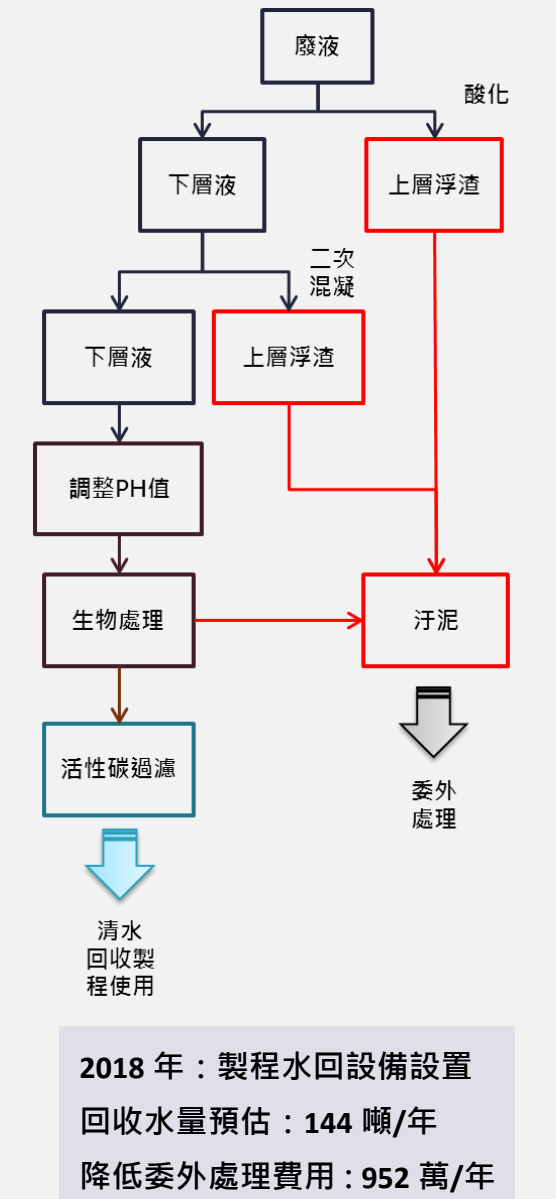 廢液
酸化
下層液
上層浮渣
二次
混凝
下層液
上層浮渣
調整PH值
生物處理
汙泥
活性碳過濾
委外
處理
清水
回收製
程使用
2018 年：製程水回設備設置
回收水量預估：144 噸/年
降低委外處理費用：952 萬/年